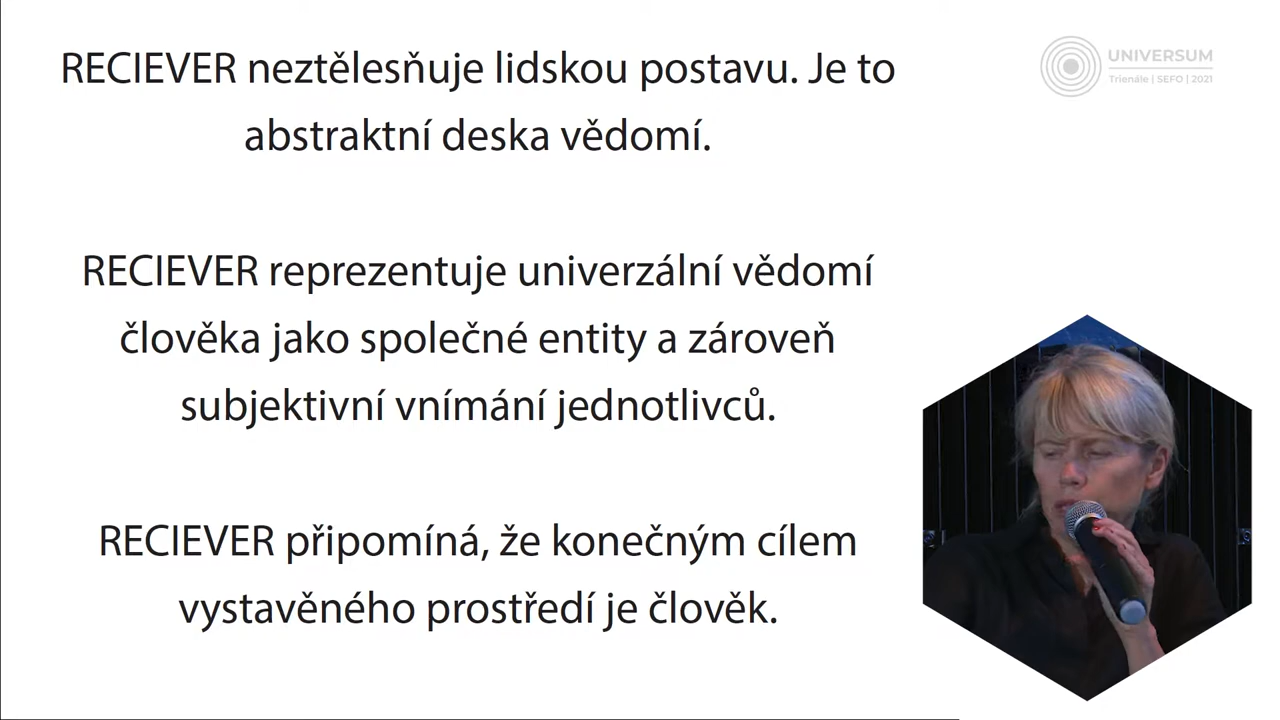 RECIEVER neztělesňuje lidskou postavu. Je to
abstraktní deska vědomí.
RECIEVER reprezentuje univerzální vědomí
člověka jako společné entity a zároveň
subjektivní vnímání jednotlivců.
RECIEVER připomíná, že konečným cílem
vystavěného prostředí je člověk.
UNIVERSUM
Trienále | SEFO | 2021